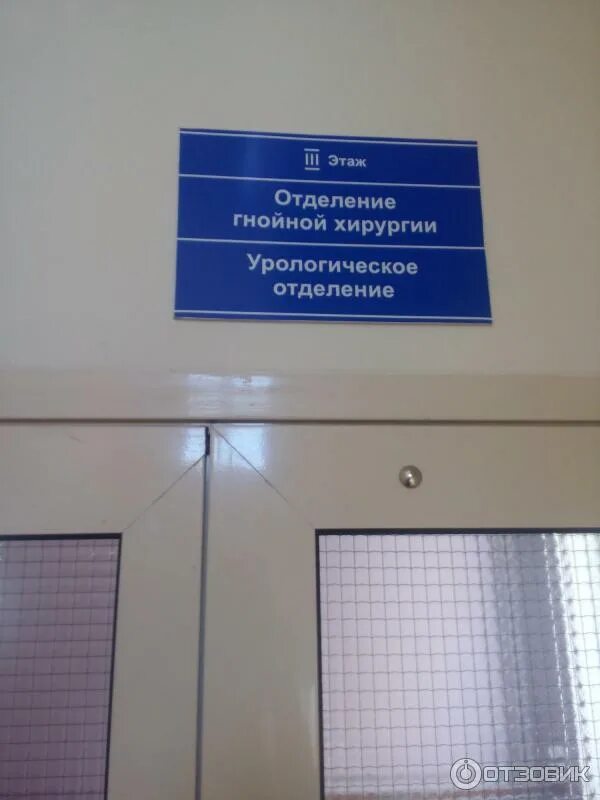 III Этаж
Отделение
гнойной хирургии
Урологическое
отделение
ОТЗОВИК